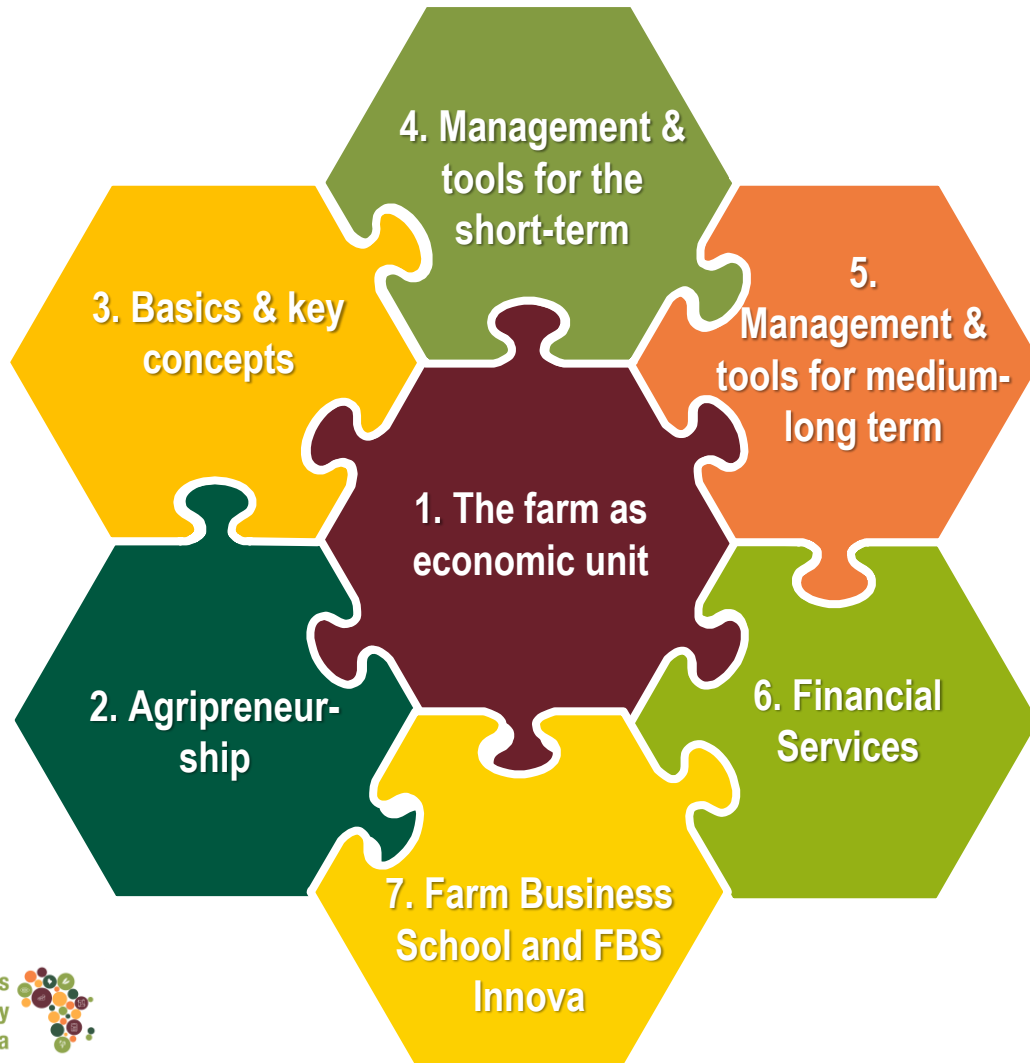 4. Management &
tools for the
short-term
3. Basics & key
concepts
5.
Management &
tools for medium-
long term
1. The farm as
economic unit
2. Agripreneur-
ship
6. Financial
Services
7. Farm Business
School and FBS
Innova
s
y
a